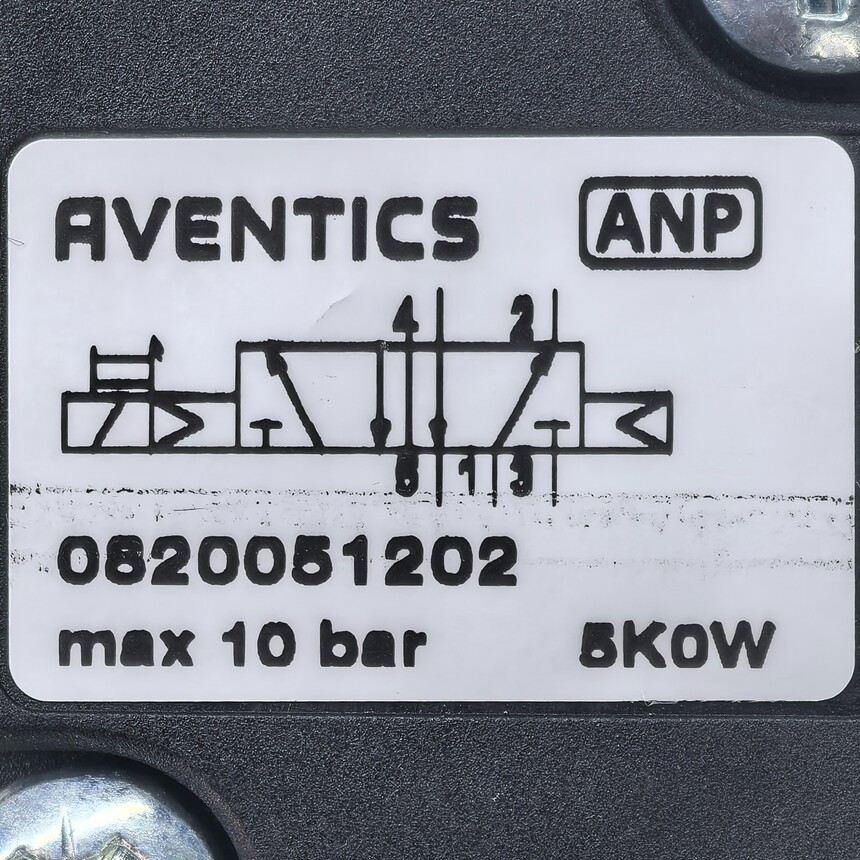 AVENTICS ANP
4 2
5 1 3
0820051202
max 10 bar 5K0W